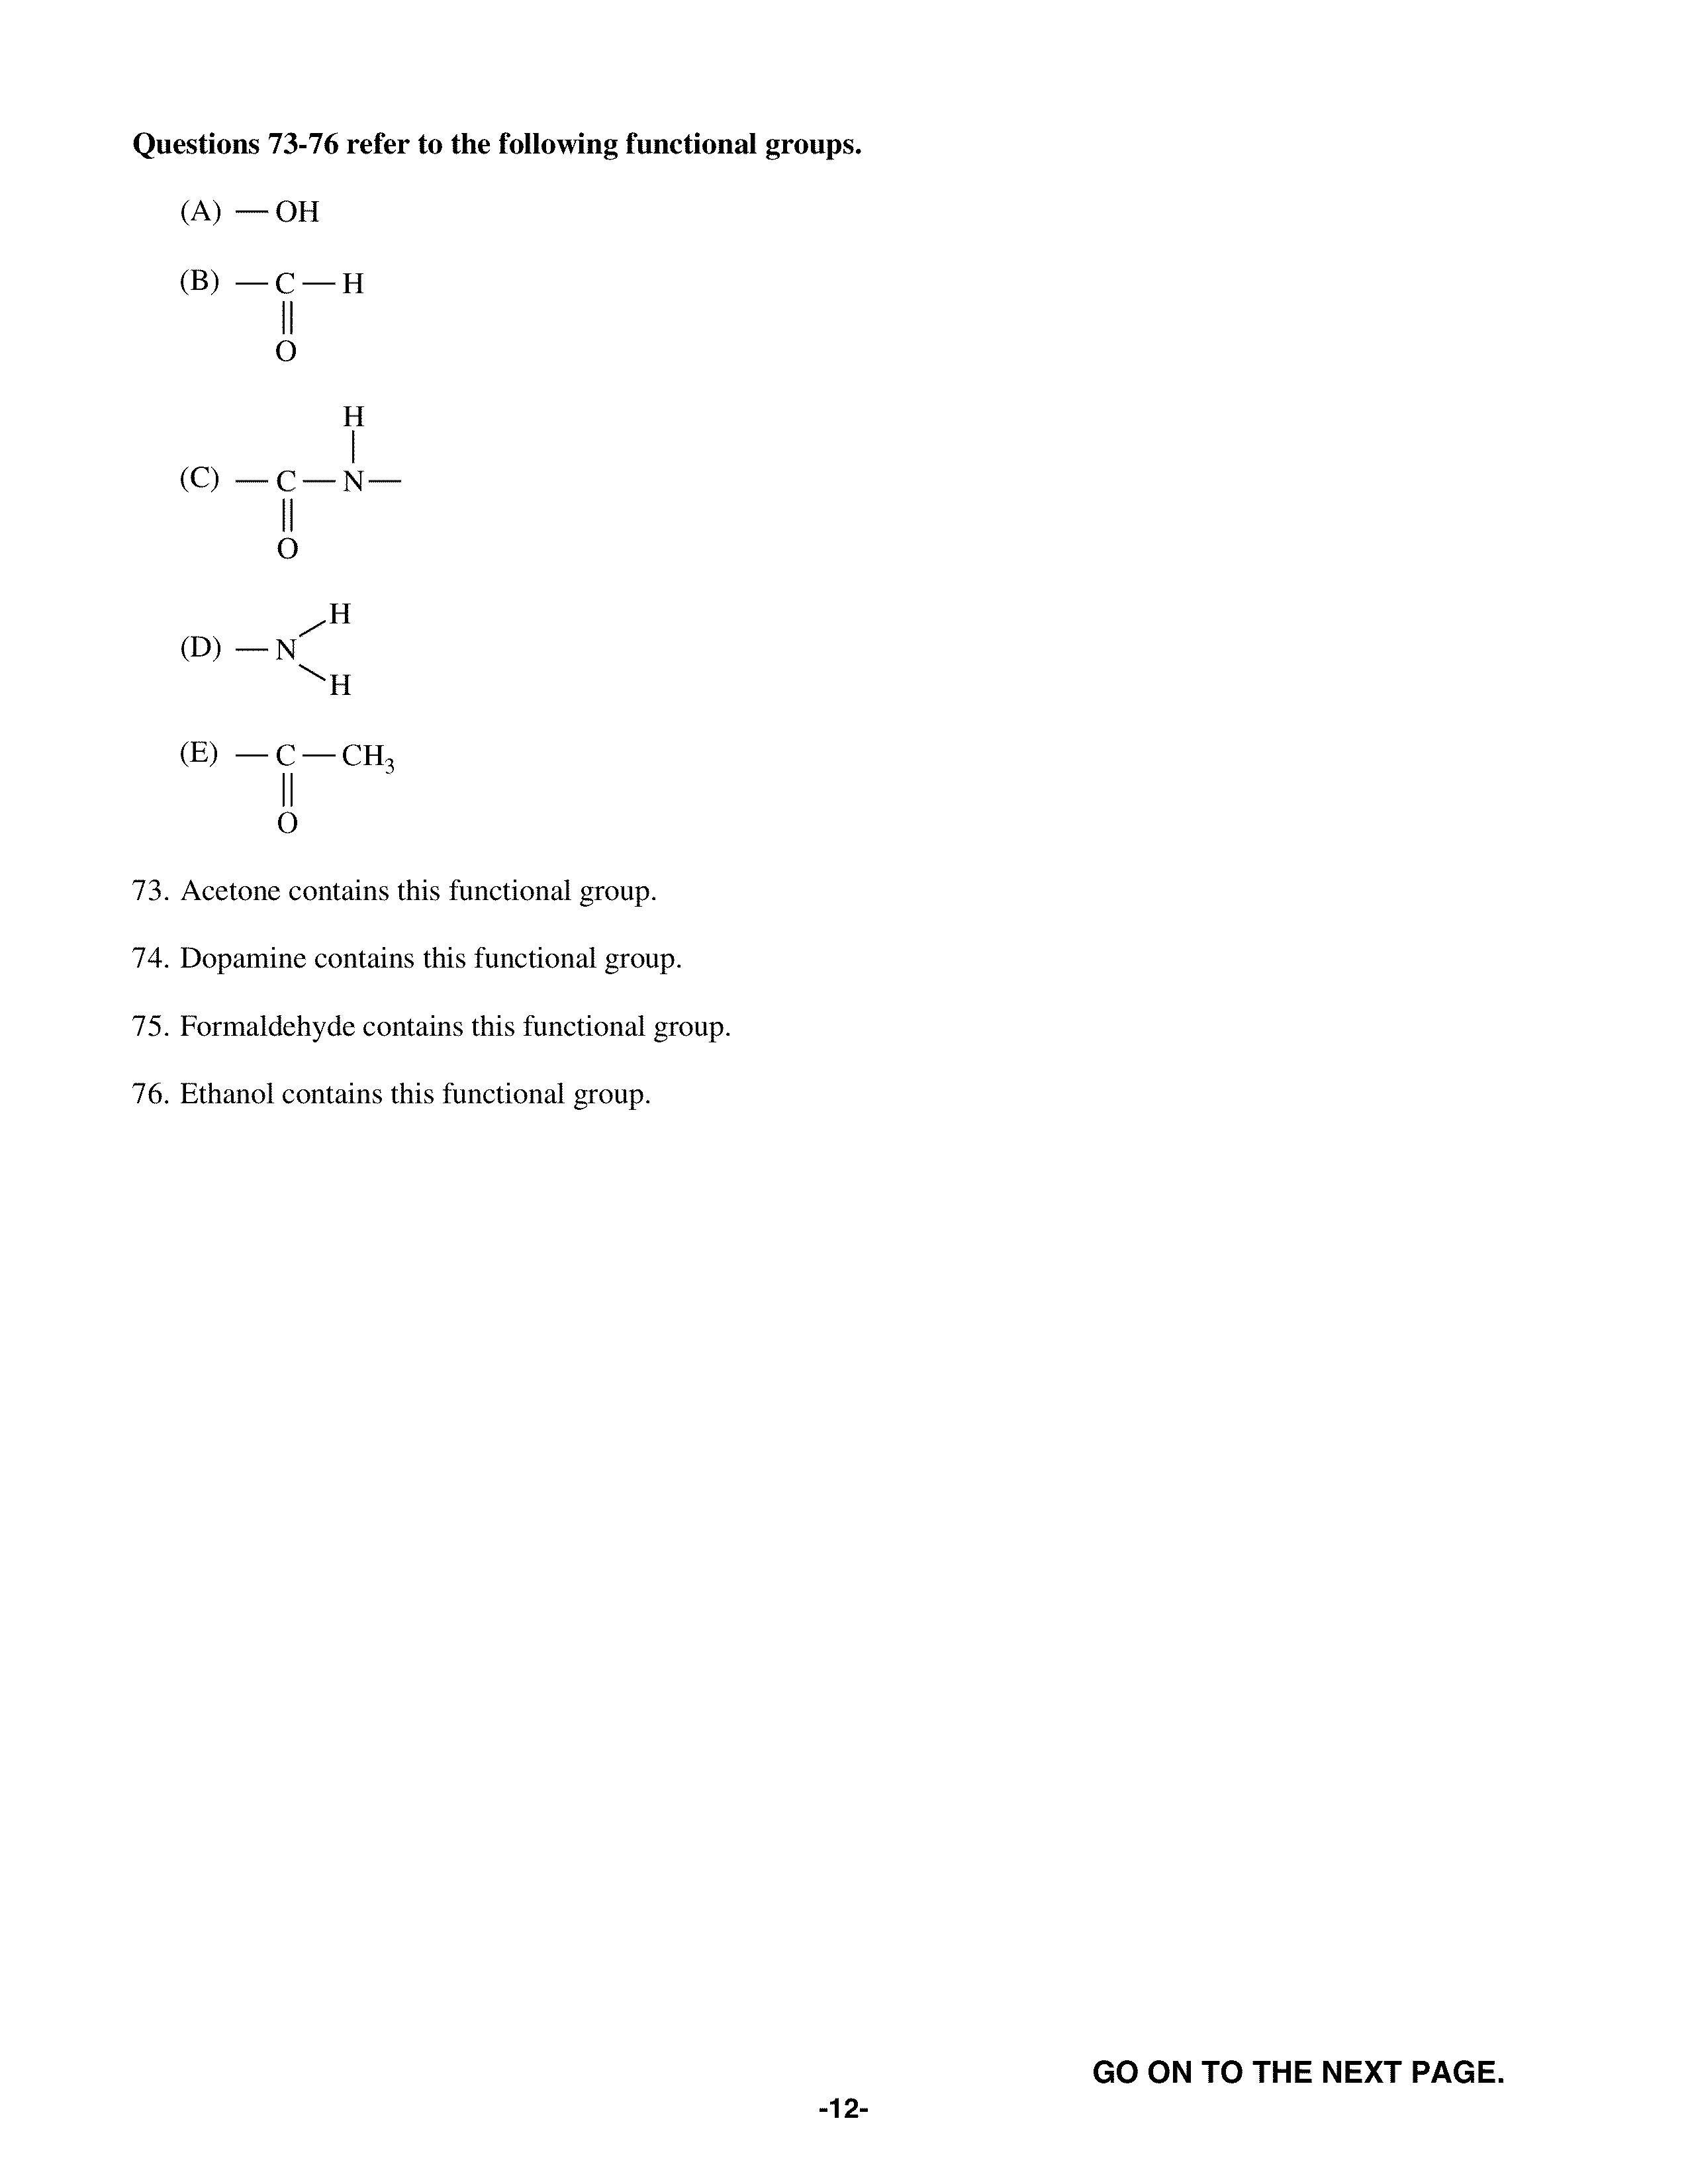 Questions 73-76 refer to the following functional groups.
(A) — OH
(B) — C — H
O
H
(C) — C — N —
O
H
(D) — N
H
(E) — C — CH3
O
73. Acetone contains this functional group.
74. Dopamine contains this functional group.
75. Formaldehyde contains this functional group.
76. Ethanol contains this functional group.
GO ON TO THE NEXT PAGE.
-12-